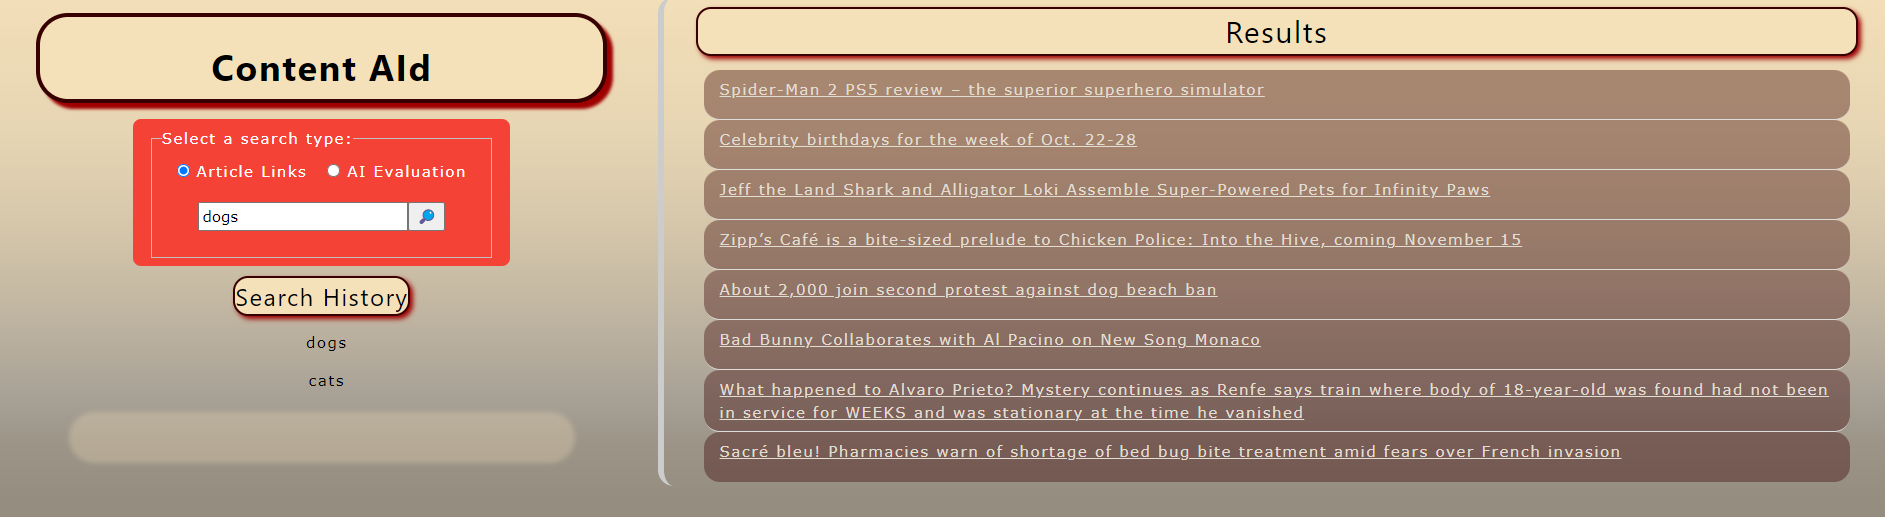 Content AId
Select a search type:
Article Links AI Evaluation
dogs
Search History
dogs
cats
Results
Spider-Man 2 PS5 review – the superior superhero simulator
Celebrity birthdays for the week of Oct. 22-28
Jeff the Land Shark and Alligator Loki Assemble Super-Powered Pets for Infinity Paws
Zipp’s Café is a bite-sized prelude to Chicken Police: Into the Hive, coming November 15
About 2,000 join second protest against dog beach ban
Bad Bunny Collaborates with Al Pacino on New Song Monaco
What happened to Alvaro Prieto? Mystery continues as Renfe says train where body of 18-year-old was found had not been
in service for WEEKS and was stationary at the time he vanished
Sacré bleu! Pharmacies warn of shortage of bed bug bite treatment amid fears over French invasion